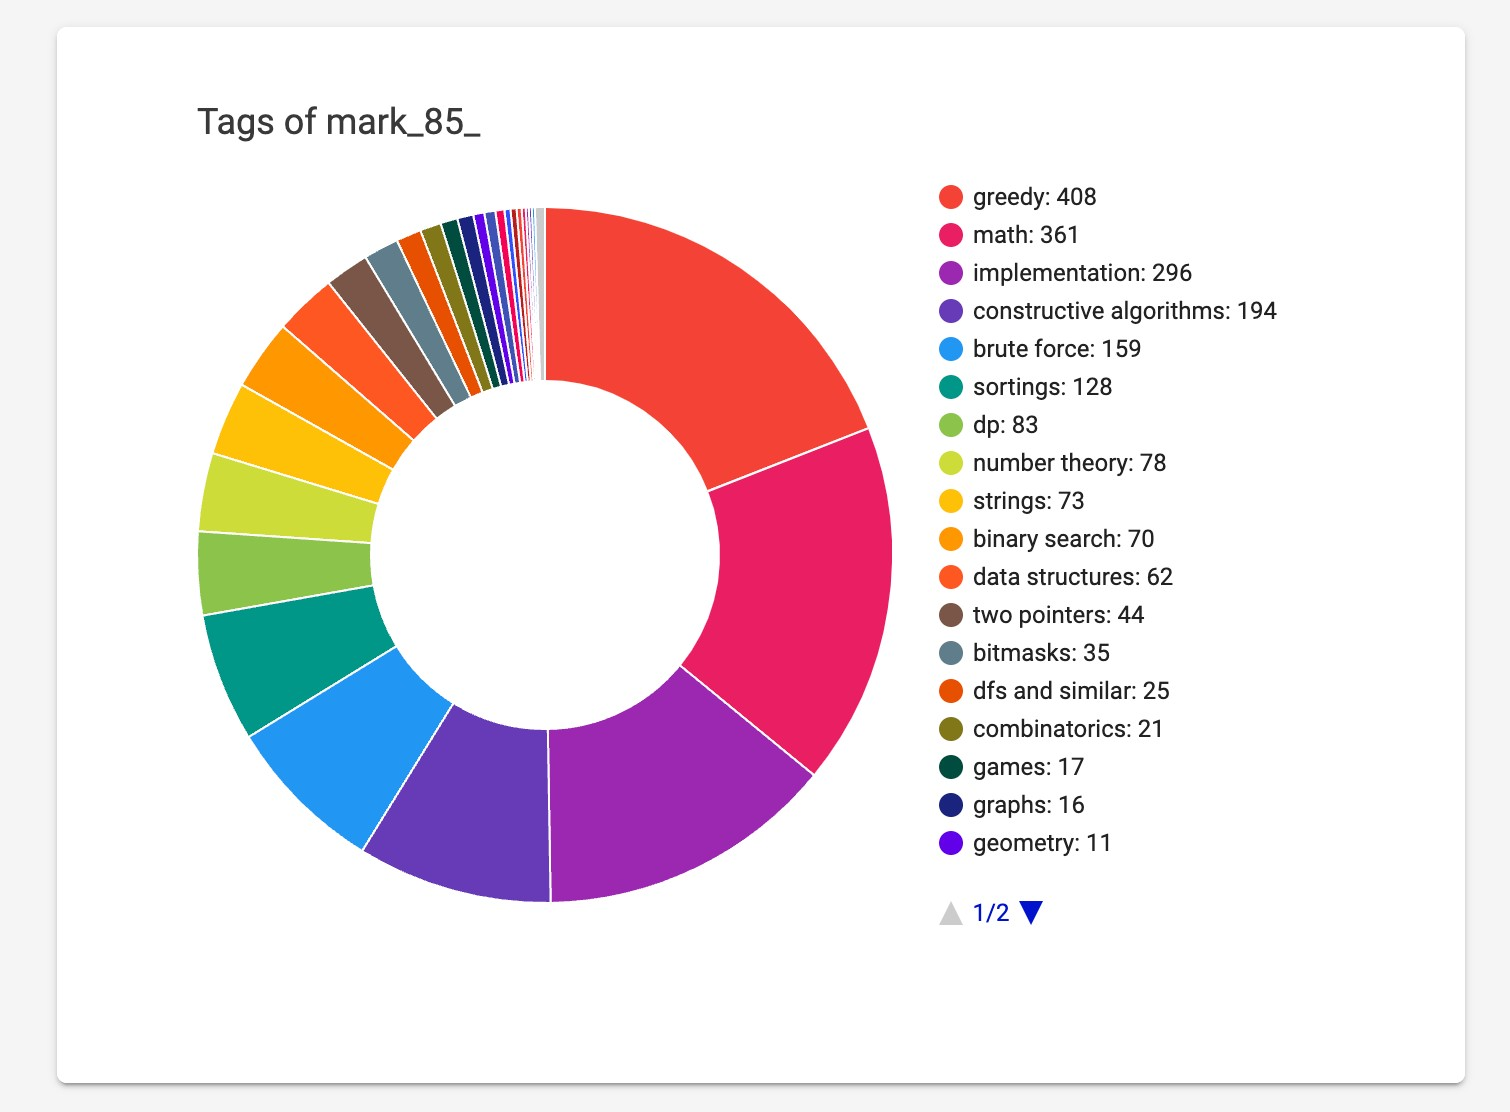 Tags of mark_85_
greedy: 408
math: 361
implementation: 296
constructive algorithms: 194
brute force: 159
sortings: 128
dp: 83
number theory: 78
strings: 73
binary search: 70
data structures: 62
two pointers: 44
bitmasks: 35
dfs and similar: 25
combinatorics: 21
games: 17
graphs: 16
geometry: 11
1/2